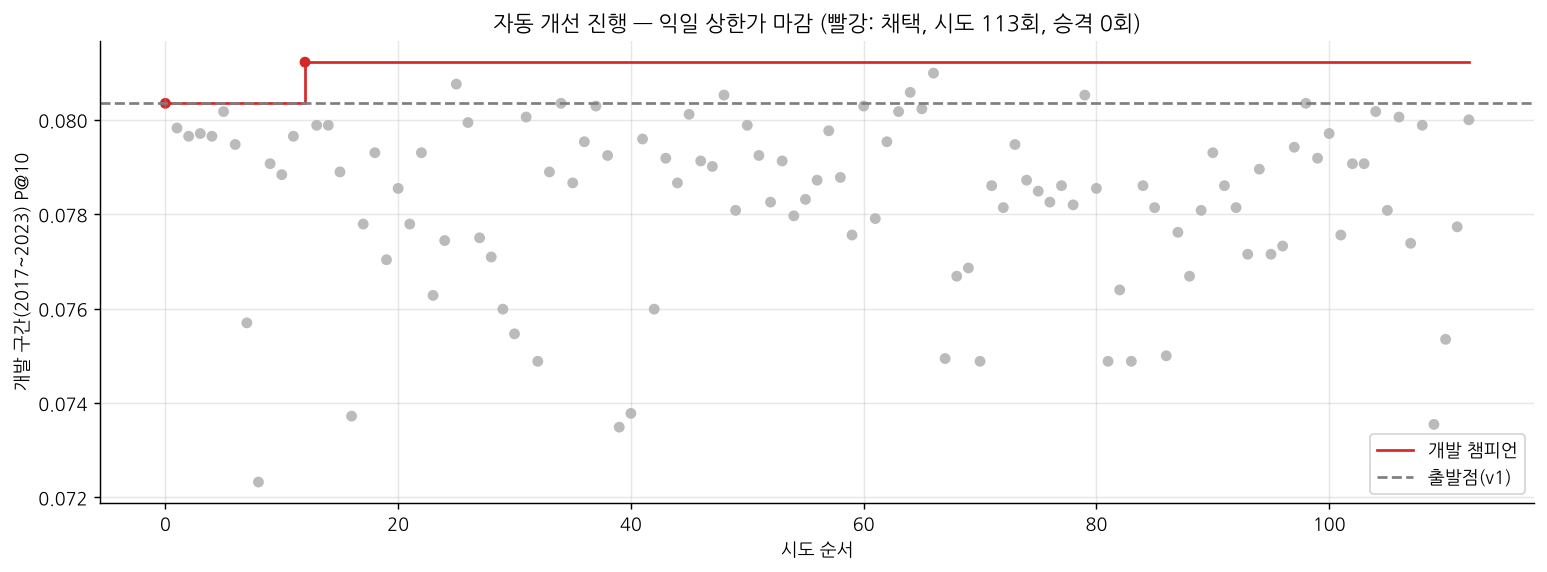 자동 개선 진행 — 익일 상한가 마감 (빨강: 채택, 시도 113회, 승격 0회)
개발 구간(2017~2023) P@10
0.080
0.078
0.076
0.074
0.072
0 20 40 60 80 100
시도 순서
개발 챔피언
출발점(v1)